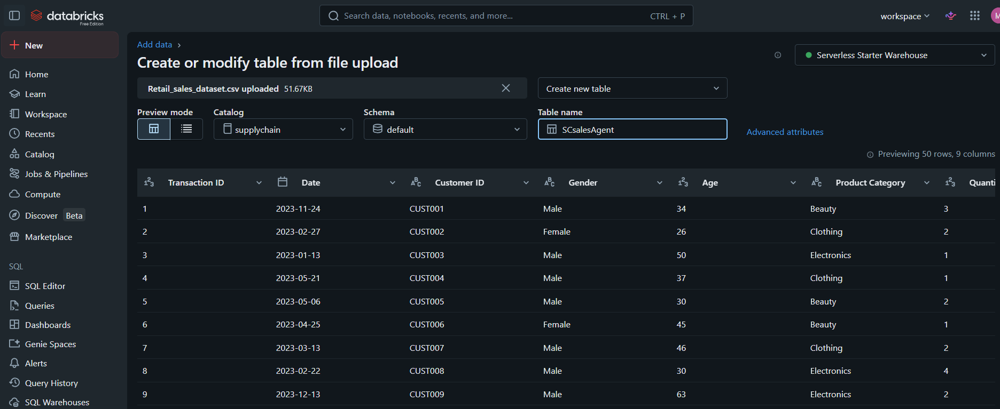 databricks
Free Edition
Search data, notebooks, recents, and more... CTRL + P
workspace
M
New
Home
Learn
Workspace
Recents
Catalog
Jobs & Pipelines
Compute
Discover Beta
Marketplace
SQL
SQL Editor
Queries
Dashboards
Genie Spaces
Alerts
Query History
SQL Warehouses
Add data ›
Create or modify table from file upload
Serverless Starter Warehouse
Retail_sales_dataset.csv uploaded 51.67KB
Create new table
Preview mode Catalog Schema Table name
supplychain default SCsalesAgent
Advanced attributes
Previewing 50 rows, 9 columns
Transaction ID Date Customer ID Gender Age Product Category Quanti
1 2023-11-24 CUST001 Male 34 Beauty 3
2 2023-02-27 CUST002 Female 26 Clothing 2
3 2023-01-13 CUST003 Male 50 Electronics 1
4 2023-05-21 CUST004 Male 37 Clothing 1
5 2023-05-06 CUST005 Male 30 Beauty 2
6 2023-04-25 CUST006 Female 45 Beauty 1
7 2023-03-13 CUST007 Male 46 Clothing 2
8 2023-02-22 CUST008 Male 30 Electronics 4
9 2023-12-13 CUST009 Male 63 Electronics 2